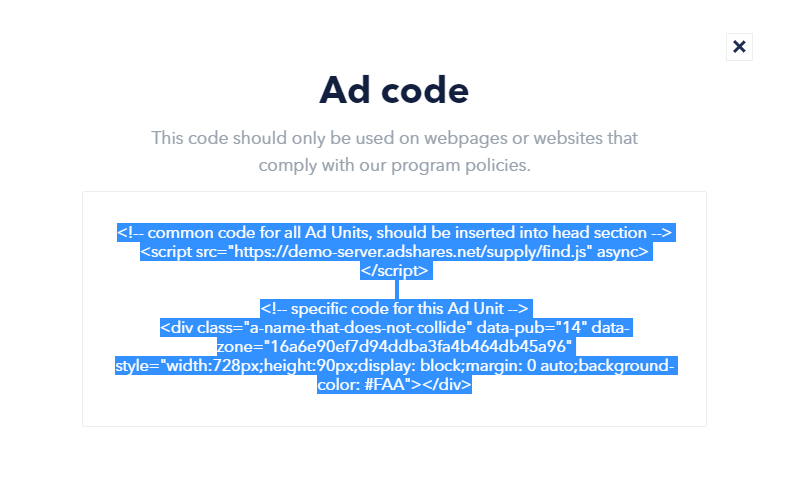 Ad code
This code should only be used on webpages or websites that
comply with our program policies.
<!-- common code for all Ad Units, should be inserted into head section -->
<script src="https://demo-server.adshares.net/supply/find.js" async>
</script>
<!-- specific code for this Ad Unit -->
<div class="a-name-that-does-not-collide" data-pub="14" data-
zone="16a6e90ef7d94ddba3fa4b464db45a96"
style="width:728px;height:90px;display: block;margin: 0 auto;background-
color: #FAA"></div>